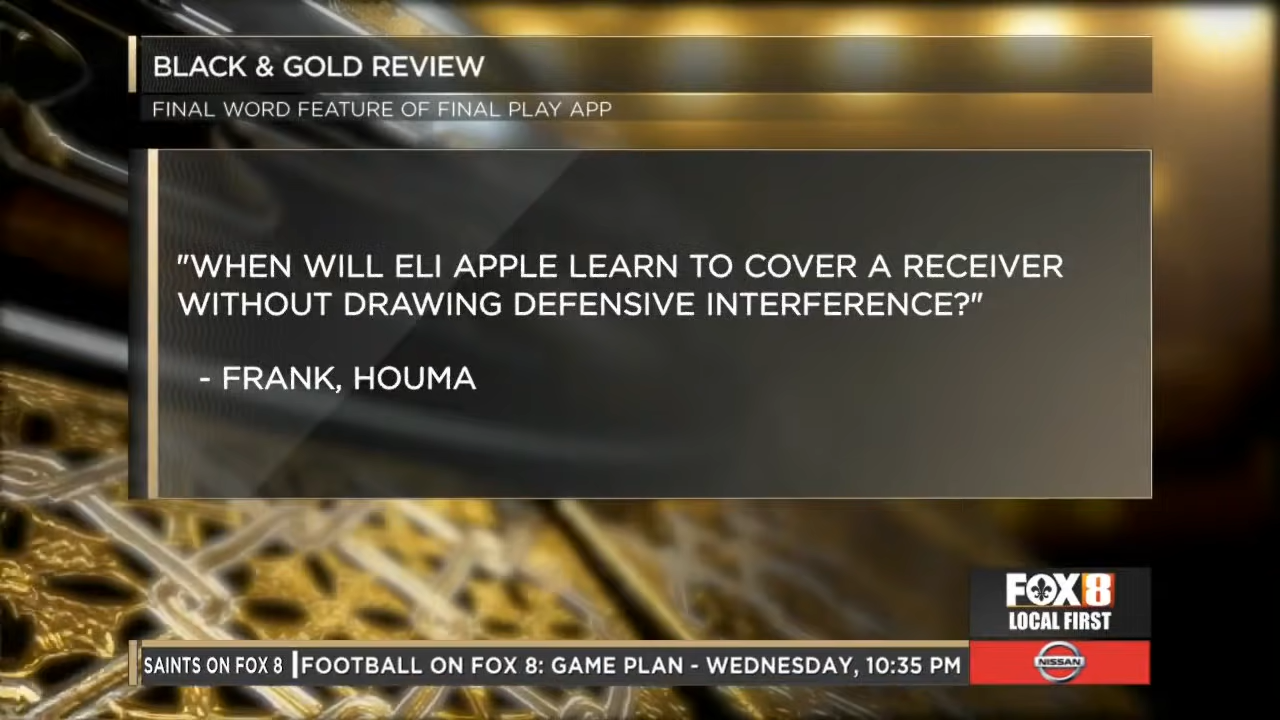 BLACK & GOLD REVIEW
FINAL WORD FEATURE OF FINAL PLAY APP
"WHEN WILL ELI APPLE LEARN TO COVER A RECEIVER
WITHOUT DRAWING DEFENSIVE INTERFERENCE?"
- FRANK, HOUMA
FOX 8
LOCAL FIRST
SAINTS ON FOX 8 | FOOTBALL ON FOX 8: GAME PLAN - WEDNESDAY, 10:35 PM
NISSAN